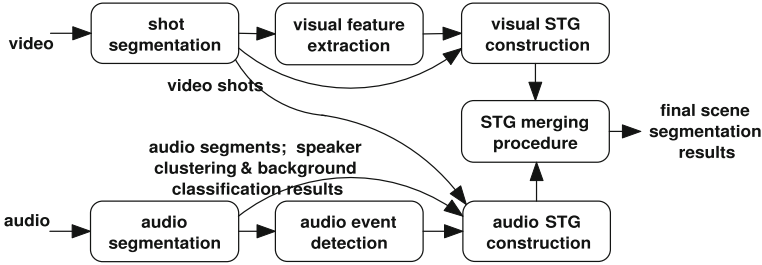 video
shot
segmentation
visual feature
extraction
visual STG
construction
video shots
STG merging
procedure
final scene
segmentation
results
audio segments; speaker
clustering & background
classification results
audio
audio
segmentation
audio event
detection
audio STG
construction